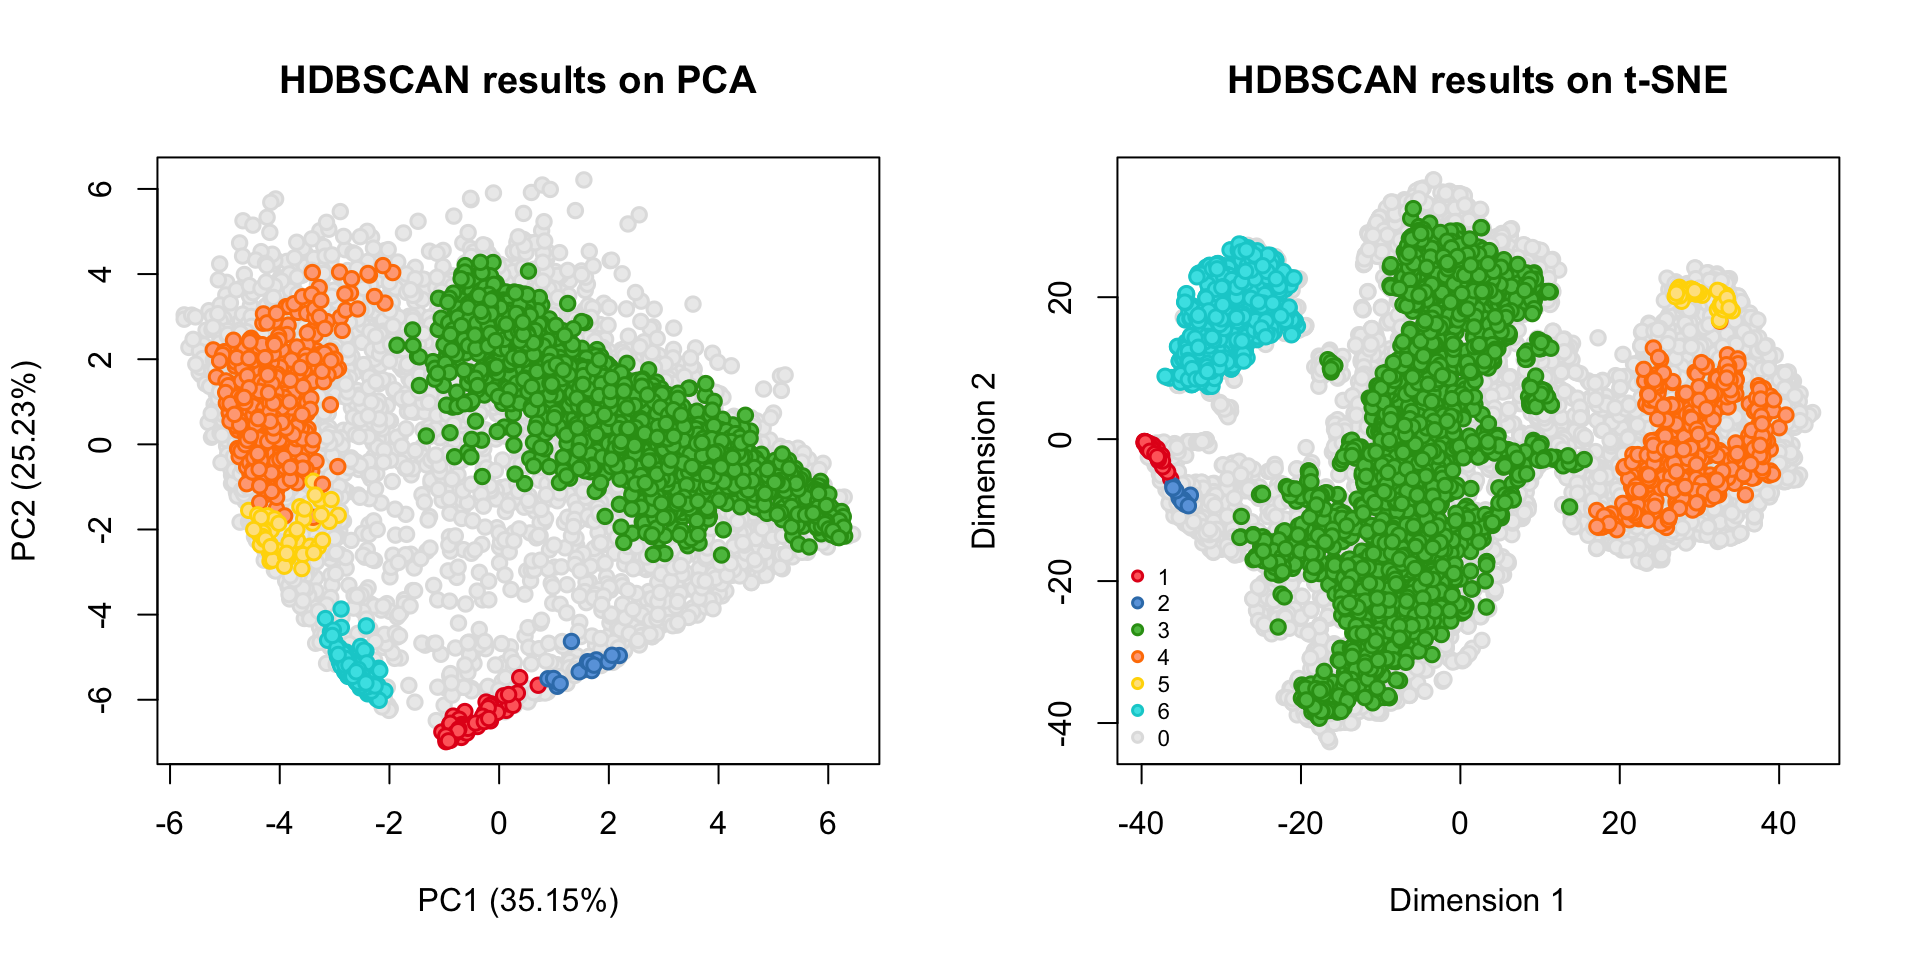 HDBSCAN results on PCA
6
4
2
0
-2
-4
-6
PC2 (25.23%)
-6 -4 -2 0 2 4 6
PC1 (35.15%)
HDBSCAN results on t-SNE
20
0
-20
-40
Dimension 2
1
2
3
4
5
6
0
-40 -20 0 20 40
Dimension 1